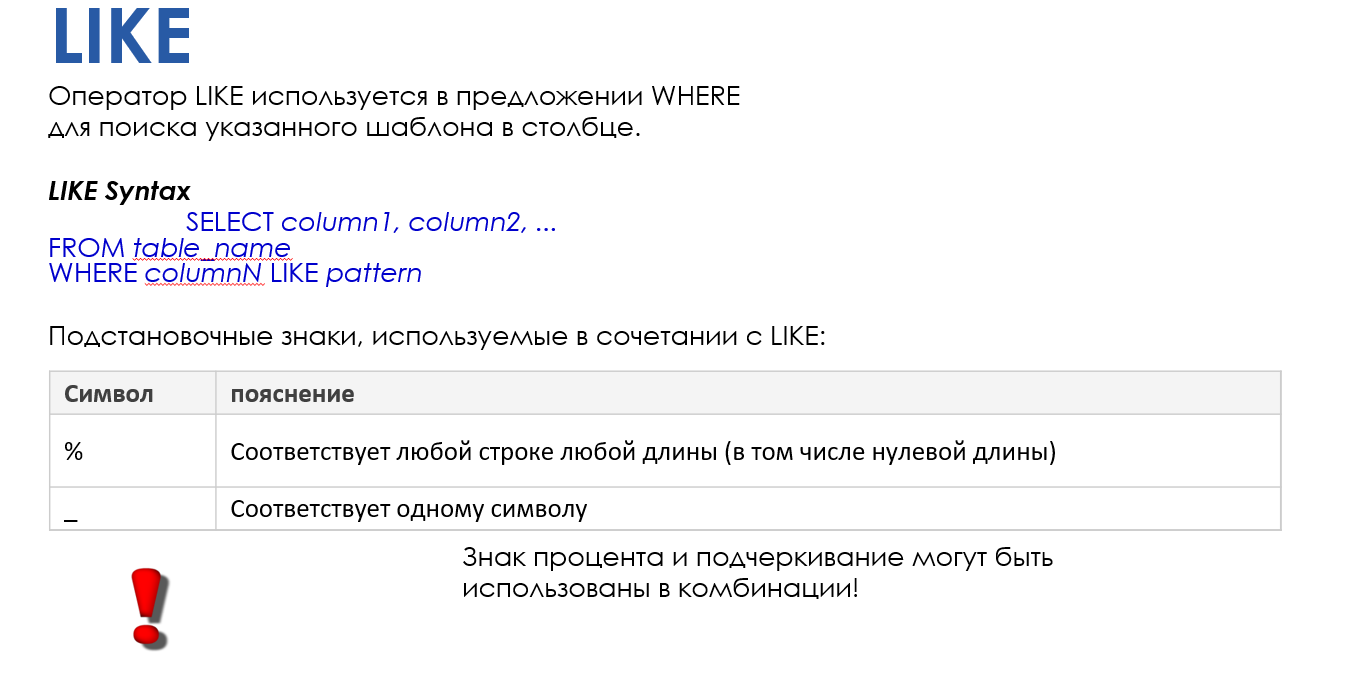 LIKE
Оператор LIKE используется в предложении WHERE
для поиска указанного шаблона в столбце.
LIKE Syntax
SELECT column1, column2, ...
FROM table_name
WHERE columnN LIKE pattern
Подстановочные знаки, используемые в сочетании с LIKE:
Символ пояснение
% Соответствует любой строке любой длины (в том числе нулевой длины)
_ Соответствует одному символу
Знак процента и подчеркивание могут быть
использованы в комбинации!